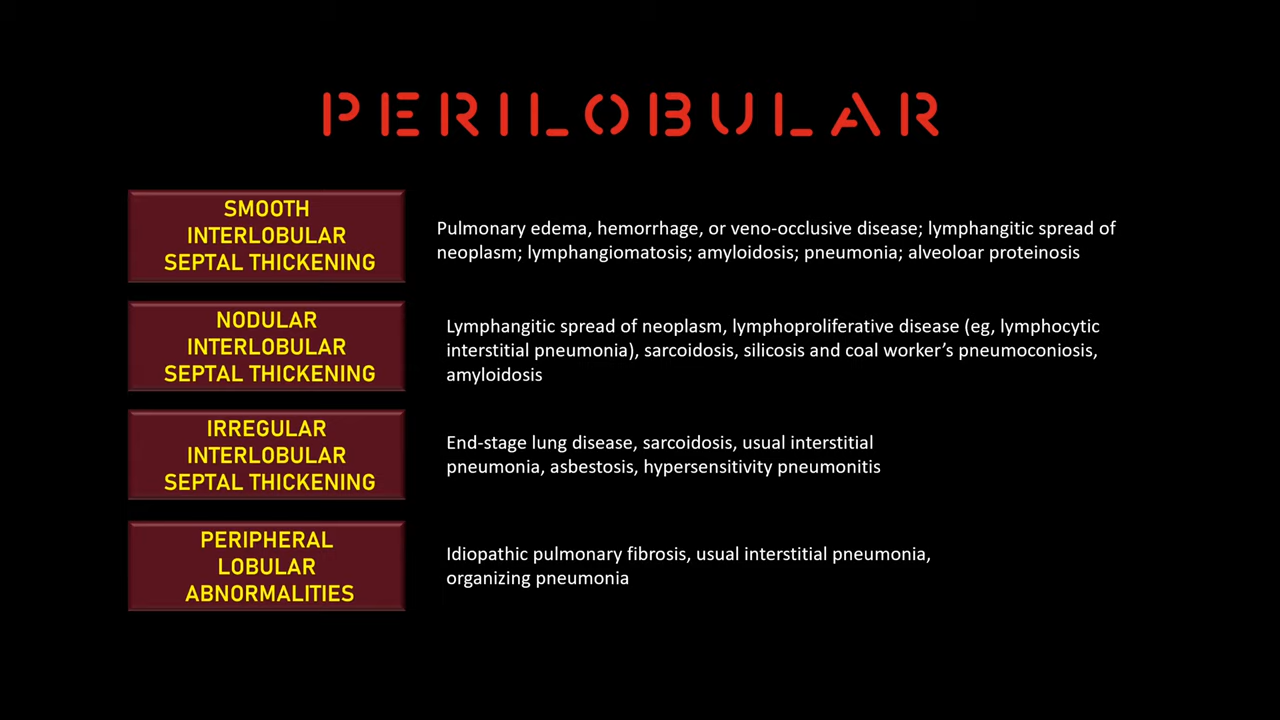 PERILOBULAR
SMOOTH
INTERLOBULAR
SEPTAL THICKENING
Pulmonary edema, hemorrhage, or veno-occlusive disease; lymphangitic spread of
neoplasm; lymphangiomatosis; amyloidosis; pneumonia; alveoloar proteinosis
NODULAR
INTERLOBULAR
SEPTAL THICKENING
Lymphangitic spread of neoplasm, lymphoproliferative disease (eg, lymphocytic
interstitial pneumonia), sarcoidosis, silicosis and coal worker’s pneumoconiosis,
amyloidosis
IRREGULAR
INTERLOBULAR
SEPTAL THICKENING
End-stage lung disease, sarcoidosis, usual interstitial
pneumonia, asbestosis, hypersensitivity pneumonitis
PERIPHERAL
LOBULAR
ABNORMALITIES
Idiopathic pulmonary fibrosis, usual interstitial pneumonia,
organizing pneumonia